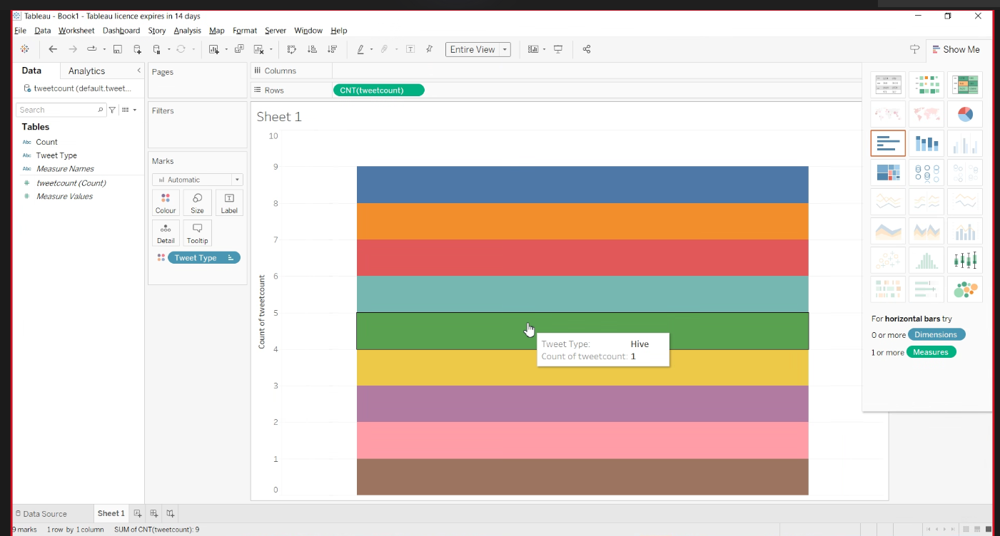 Tableau - Book1 - Tableau licence expires in 14 days
File Data Worksheet Dashboard Story Analysis Map Format Server Window Help
Entire View
Show Me
Data Analytics
Pages
Columns
tweetcount (default.tweet...
Rows
CNT(tweetcount)
Search
Filters
Sheet 1
Tables
Abc Count
Abc Tweet Type
Abc Measure Names
# tweetcount (Count)
# Measure Values
Marks
Automatic
Colour Size Label
Detail Tooltip
Tweet Type
10
9
8
7
6
5
4
3
2
1
0
Count of tweetcount
Tweet Type: Hive
Count of tweetcount: 1
For horizontal bars try
0 or more Dimensions
1 or more Measures
Data Source Sheet 1
9 marks 1 row by 1 column SUM of CNT(tweetcount): 9